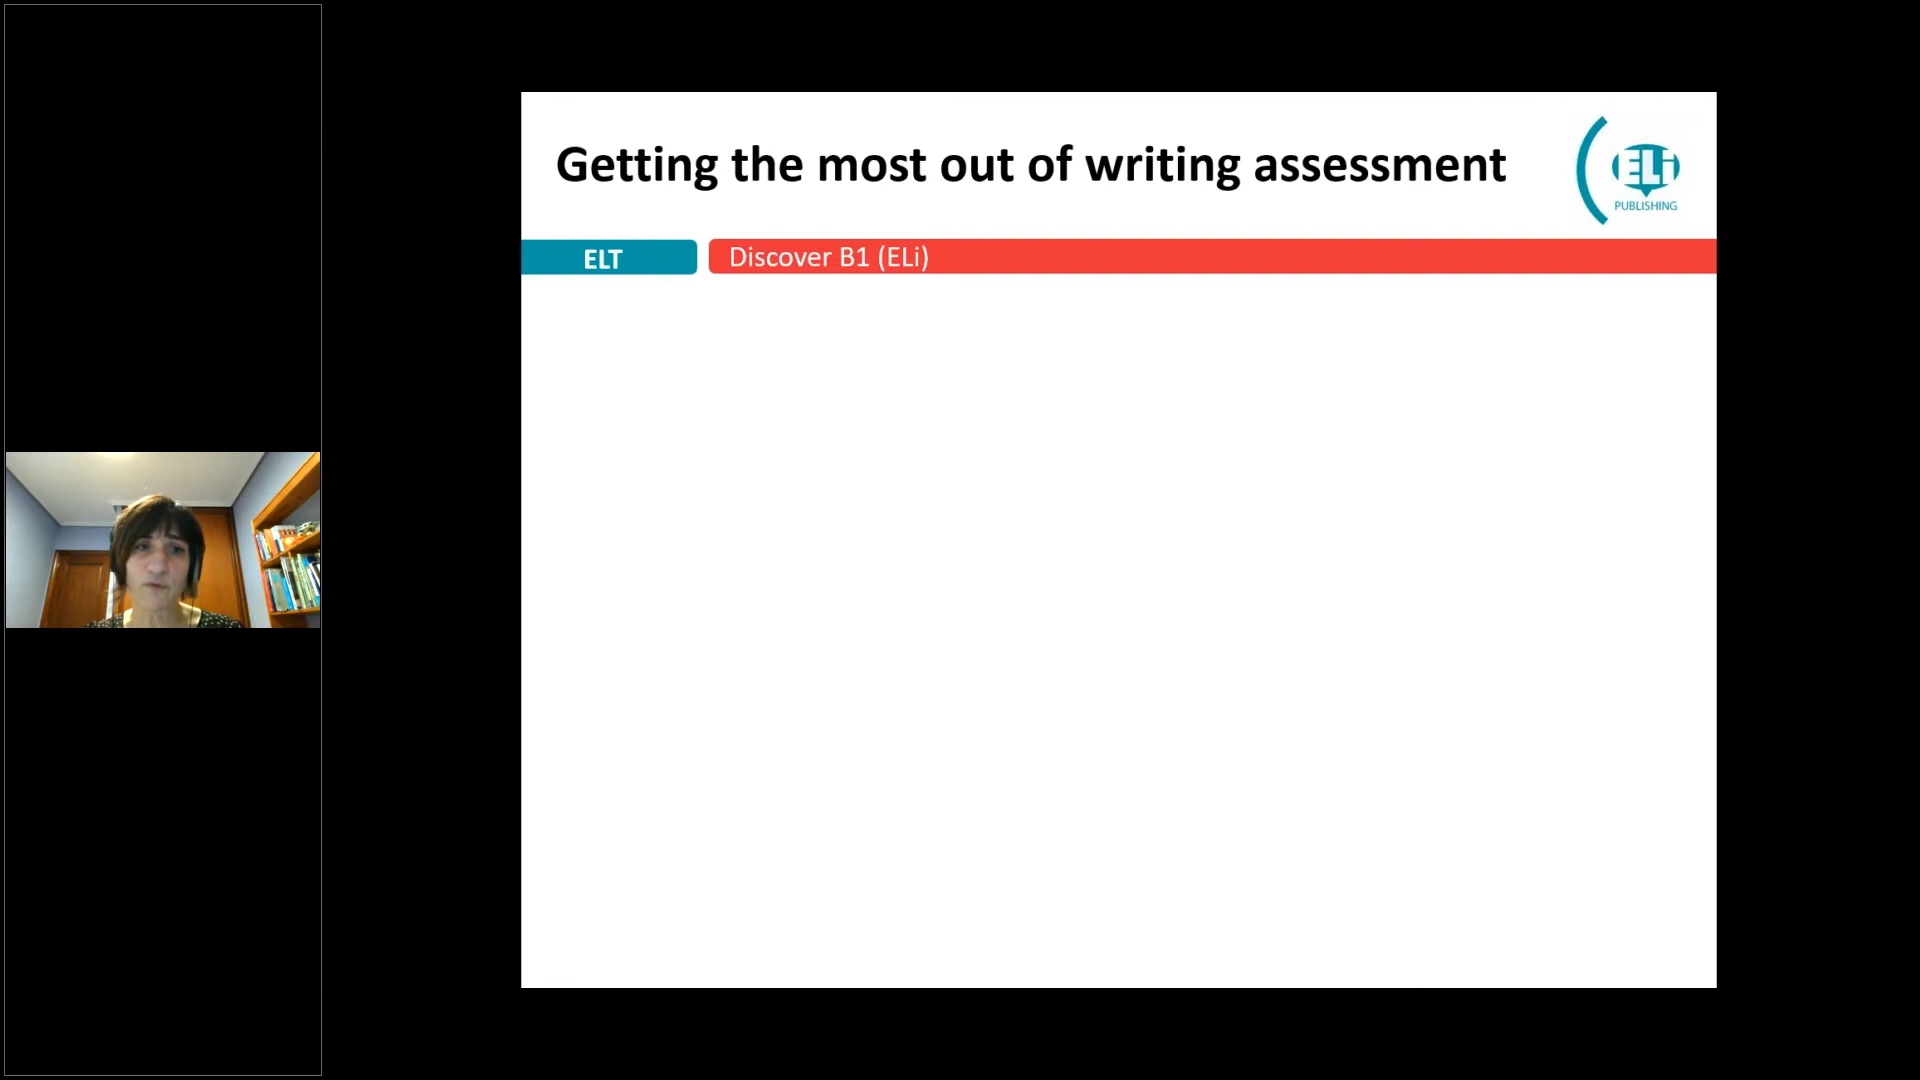 Getting the most out of writing assessment
ELi
PUBLISHING
ELT
Discover B1 (ELi)